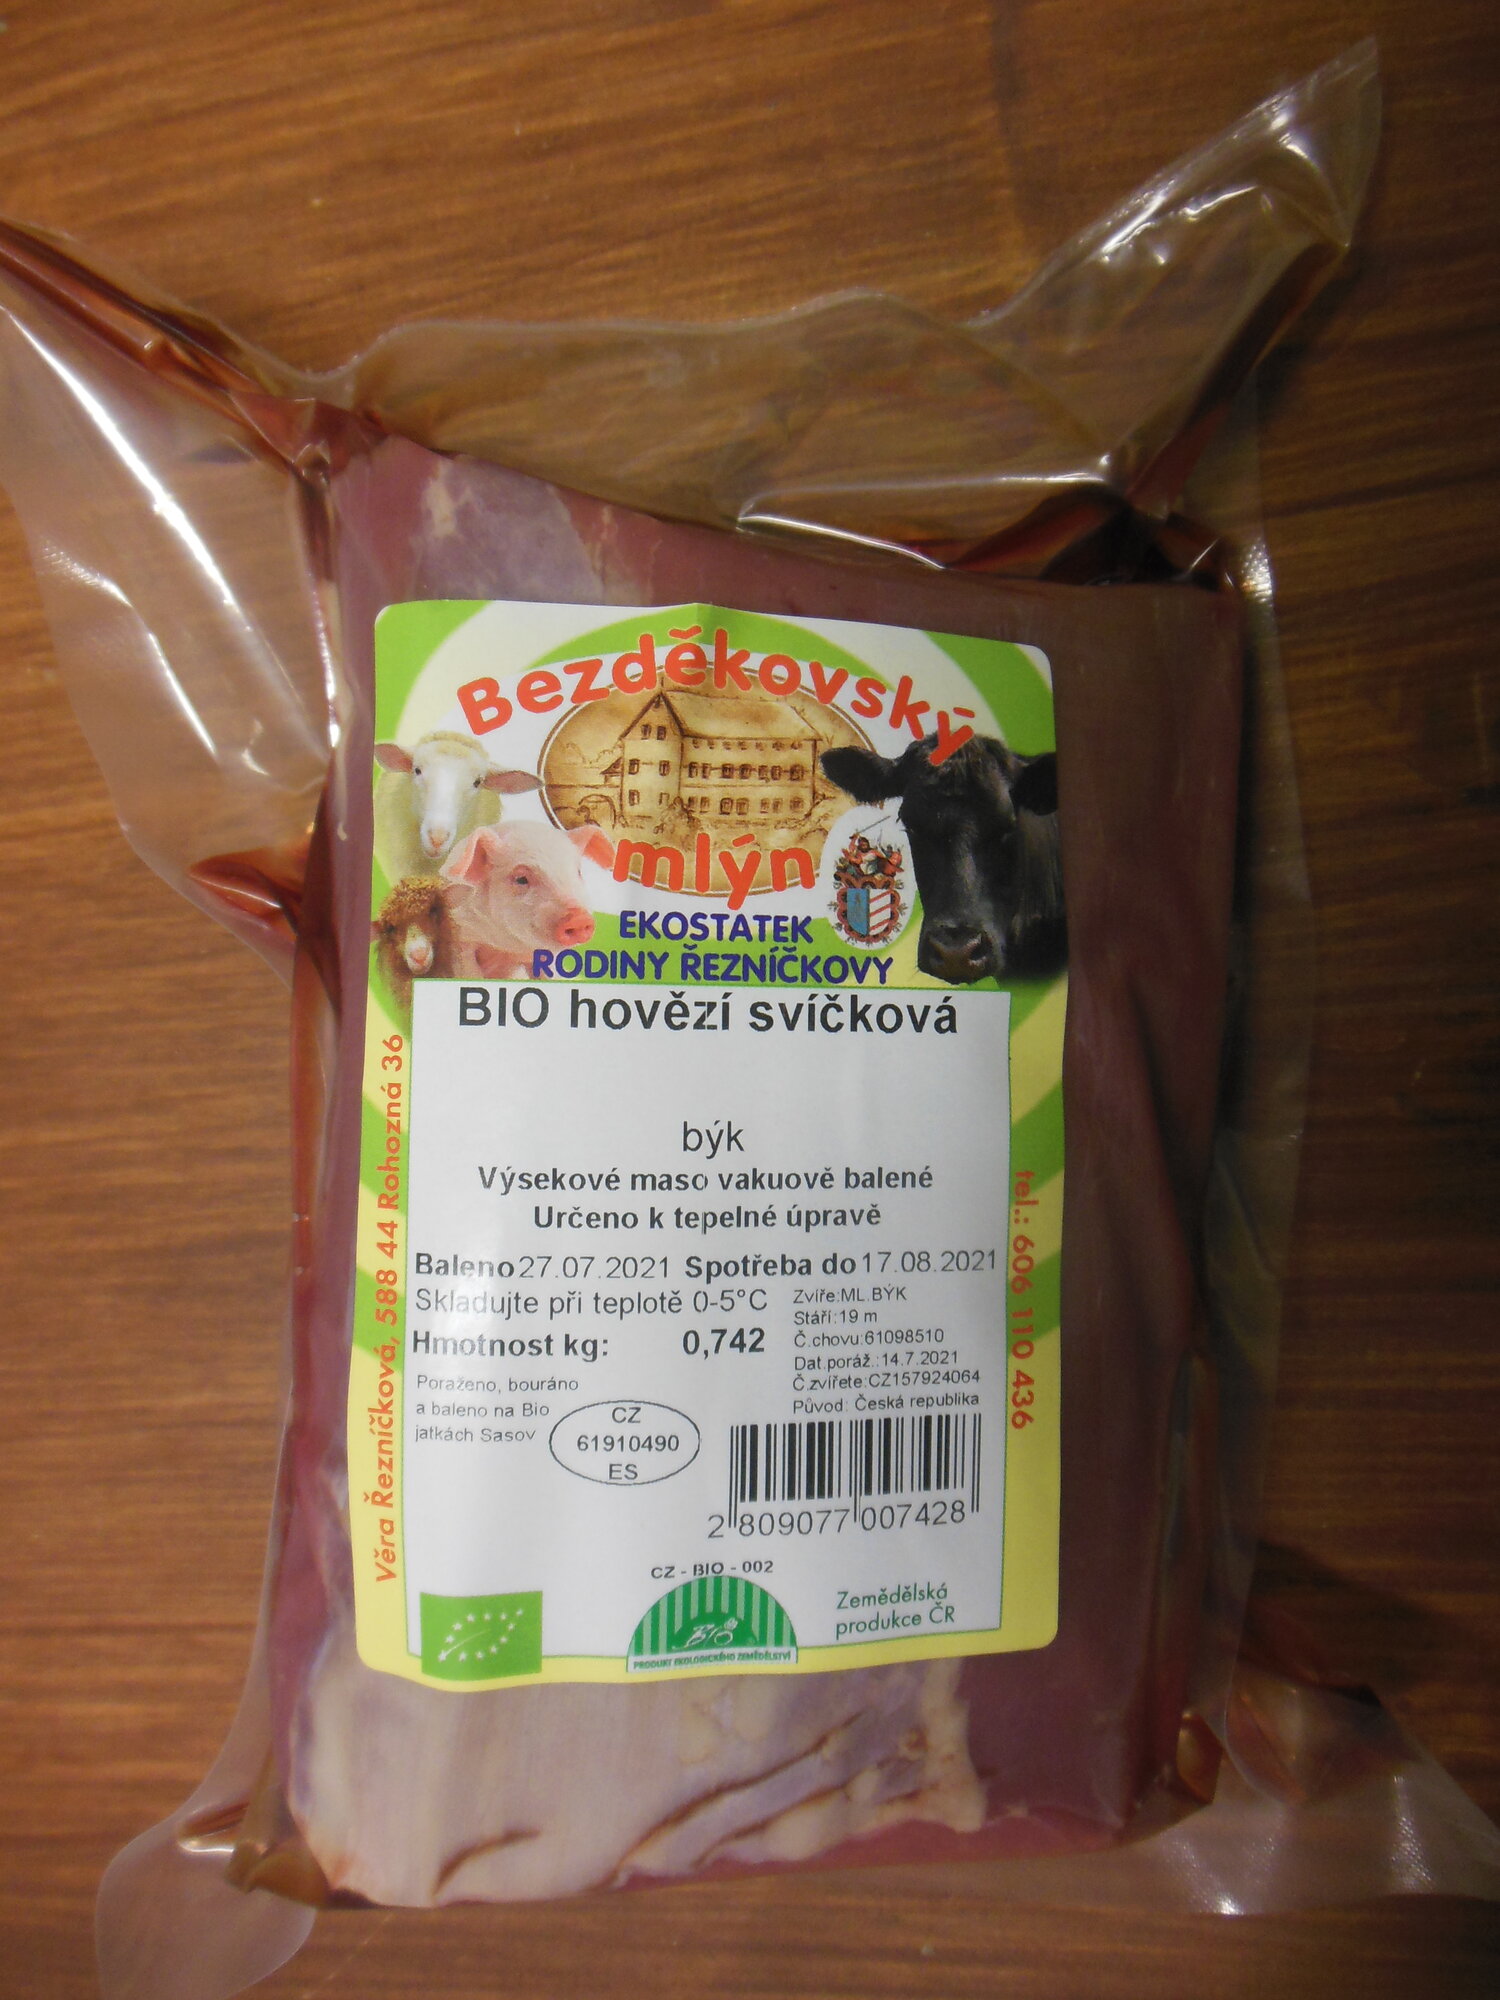 Bezděkovský
mlýn
EKOSTATEK
RODINY ŘEZNÍČKOVY
BIO hovězí svíčková
býk
Výsekové maso vakuově balené
Určeno k tepelné úpravě
Baleno 27.07.2021 Spotřeba do 17.08.2021
Skladujte při teplotě 0-5°C
Hmotnost kg: 0,742
Zvíře:ML.BÝK
Stáří:19 m
Č.chovu:61098510
Dat.poráž.:14.7.2021
Č.zvířete:CZ157924064
Původ: Česká republika
Poraženo, bouráno
a baleno na Bio
jatkách Sasov
CZ
61910490
ES
2 809077 007428
CZ - BIO - 002
BIO
PRODUKT EKOLOGICKÉHO ZEMĚDĚLSTVÍ
Zemědělská
produkce ČR
Věra Řezníčková, 588 44 Rohozná 36
tel.: 606 110 436